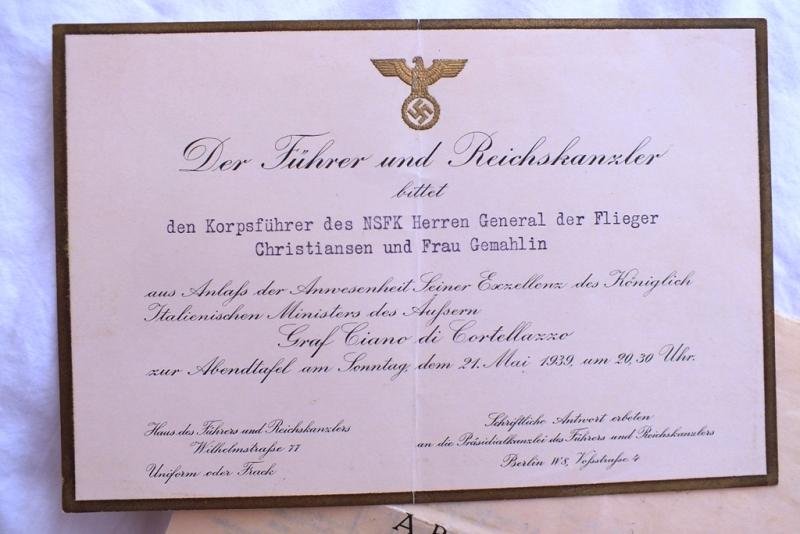 Der Führer und Reichskanzler
bittet
den Korpsführer des NSFK Herren General der Flieger
Christiansen und Frau Gemahlin
aus Anlaß der Anwesenheit Seiner Exzellenz des Königlich
Italienischen Ministers des Äußern
Graf Ciano di Cortellazzo
zur Abendtafel am Sonntag, dem 21. Mai 1939, um 20,30 Uhr.
Haus des Führers und Reichskanzlers
Wilhelmstraße 77
Uniform oder Frack
Schriftliche Antwort erbeten
an die Präsidialkanzlei des Führers und Reichskanzlers
Berlin W8, Voßstraße 4